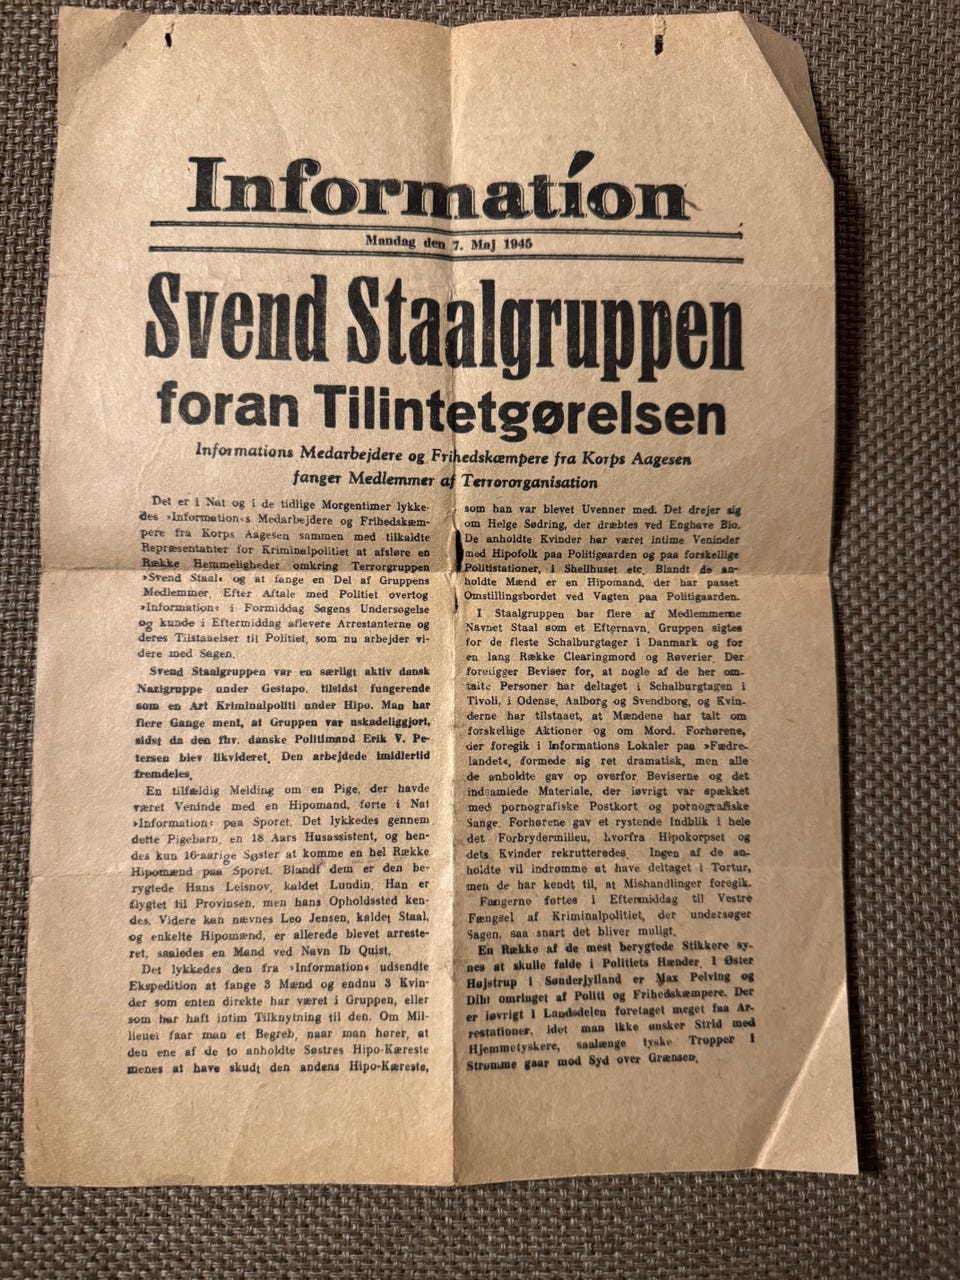 Information
Mandag den 7. Maj 1945
Svend Staalgruppen
foran Tilintetgørelsen
Informations Medarbejdere og Frihedskæmpere fra Korps Aagesen
fanger Medlemmer af Terrororganisation
Det er i Nat og i de tidlige Morgentimer lykke-
des »Information«s Medarbejdere og Frihedskæm-
pere fra Korps Aagesen sammen med tilkaldte
Repræsentanter for Kriminalpolitiet at afsløre en
Række Hemmeligheder omkring Terrorgruppen
»Svend Staal« og at fange en Del af Gruppens
Medlemmer. Efter Aftale med Politiet overtog
»Information« i Formiddag Sagens Undersøgelse
og kunde i Eftermiddag aflevere Arrestanterne og
deres Tilstaaelser til Politiet, som nu arbejder vi-
dere med Sagen.
Svend Staalgruppen var en særligt aktiv dansk
Nazigruppe under Gestapo, tilsidst fungerende
som en Art Kriminalpoliti under Hipo. Man har
flere Gange ment, at Gruppen var uskadeliggjort,
sidst da den fhv. danske Politimand Erik V. Pe-
tersen blev likvideret. Den arbejdede imidlertid
fremdeles.
En tilfældig Melding om en Pige, der havde
været Veninde med en Hipomand, førte i Nat
»Information« paa Sporet. Det lykkedes gennem
dette Pigebarn, en 18 Aars Husassistent, og hen-
des kun 16-aarige Søster at komme en hel Række
Hipomænd paa Sporet. Blandt dem er den be-
rygtede Hans Leisnov, kaldet Lundin. Han er
flygtet til Provinsen, men hans Opholdssted ken-
des. Videre kan nævnes Leo Jensen, kaldet Staal,
og enkelte Hipomænd, er allerede blevet arreste-
ret, saaledes en Mand ved Navn Ib Quist.
Det lykkedes den fra »Information« udsendte
Ekspedition at fange 3 Mænd og endnu 3 Kvin-
der som enten direkte har været i Gruppen, eller
som har haft intim Tilknytning til den. Om Mil-
lieuet faar man et Begreb, naar man hører, at
den ene af de to anholdte Søstres Hipo-Kæreste
menes at have skudt den andens Hipo-Kæreste,
som han var blevet Uvenner med. Det drejer sig
om Helge Sødring, der dræbtes ved Enghave Bio.
De anholdte Kvinder har været intime Veninder
med Hipofolk paa Politigaarden og paa forskellige
Politistationer, i Shellhuset etc. Blandt de an-
holdte Mænd er en Hipomand, der har passet
Omstillingsbordet ved Vagten paa Politigaarden.
I Staalgruppen bar flere af Medlemmerne
Navnet Staal som et Efternavn. Gruppen sigtes
for de fleste Schalburgtager i Danmark og for
en lang Række Clearingmord og Røverier. Der
foreligger Beviser for, at nogle af de her om-
talte Personer har deltaget i Schalburgtagen i
Tivoli, i Odense, Aalborg og Svendborg, og Kvin-
derne har tilstaaet, at Mændene har talt om
forskellige Aktioner og om Mord. Forhørene,
der foregik i Informations Lokaler paa »Fædre-
landet«, formede sig ret dramatisk, men alle
de anholdte gav op overfor Beviserne og det
indsamlede Materiale, der iøvrigt var spækket
med pornografiske Postkort og pornografiske
Sange. Forhørene gav et rystende Indblik i hele
det Forbrydermilieu, hvorfra Hipokorpset og
dets Kvinder rekrutteredes. Ingen af de an-
holdte vil indrømme at have deltaget i Tortur,
men de har kendt til, at Mishandlinger foregik.
Fangerne førtes i Eftermiddag til Vestre
Fængsel af Kriminalpolitiet, der undersøger
Sagen, saa snart det bliver muligt.
En Række af de mest berygtede Stikkere sy-
nes at skulle falde i Politiets Hænder. I Øster
Højstrup i Sønderjylland er Max Pelving og
Dibl omringet af Politi og Frihedskæmpere. Der
er iøvrigt i Landsdelen foretaget meget faa Ar-
restationer, idet man ikke ønsker Strid med
Hjemmetyskere, saalænge tyske Tropper i
Strømme gaar mod Syd over Grænsen.